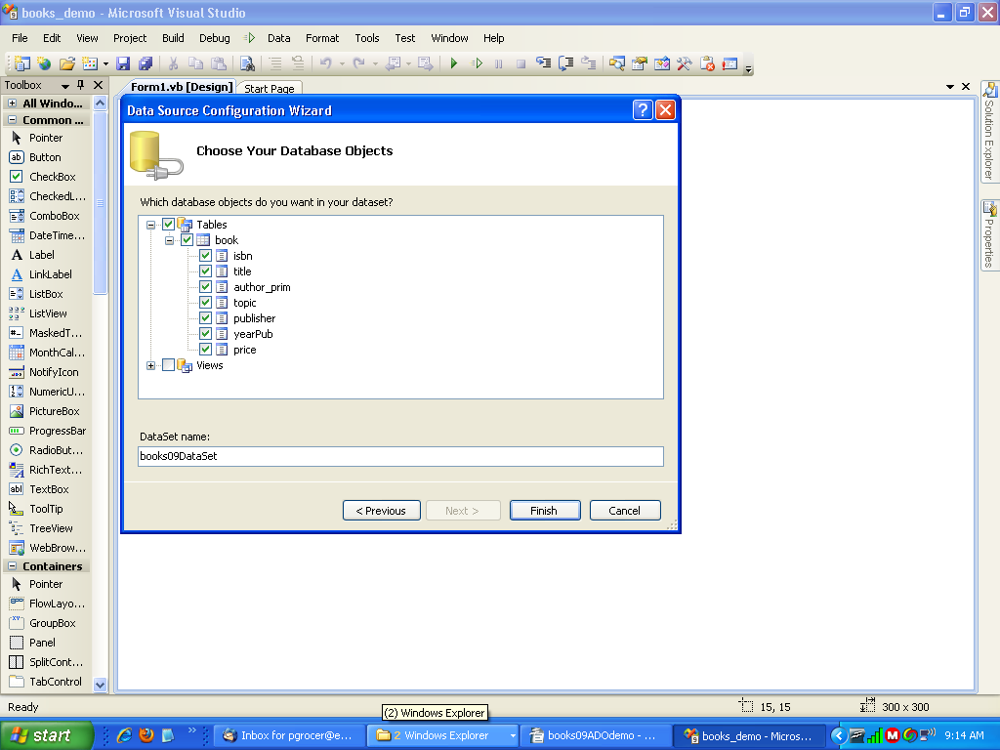 books_demo - Microsoft Visual Studio
File Edit View Project Build Debug Data Format Tools Test Window Help
Toolbox
Form1.vb [Design] Start Page
All Windo...
Common ...
Pointer
Button
CheckBox
CheckedL...
ComboBox
DateTime...
Label
LinkLabel
ListBox
ListView
MaskedT...
MonthCal...
NotifyIcon
NumericU...
PictureBox
ProgressBar
RadioBut...
RichText...
TextBox
ToolTip
TreeView
WebBrow...
Containers
Pointer
FlowLayo...
GroupBox
Panel
SplitCont...
TabControl
Data Source Configuration Wizard
Choose Your Database Objects
Which database objects do you want in your dataset?
Tables
book
isbn
title
author_prim
topic
publisher
yearPub
price
Views
DataSet name:
books09DataSet
< Previous Next > Finish Cancel
Solution Explorer
Properties
Ready 15, 15 300 x 300
(2) Windows Explorer
start Inbox for pgrocer@e... 2 Windows Explorer books09ADOdemo - ... books_demo - Micros... 9:14 AM